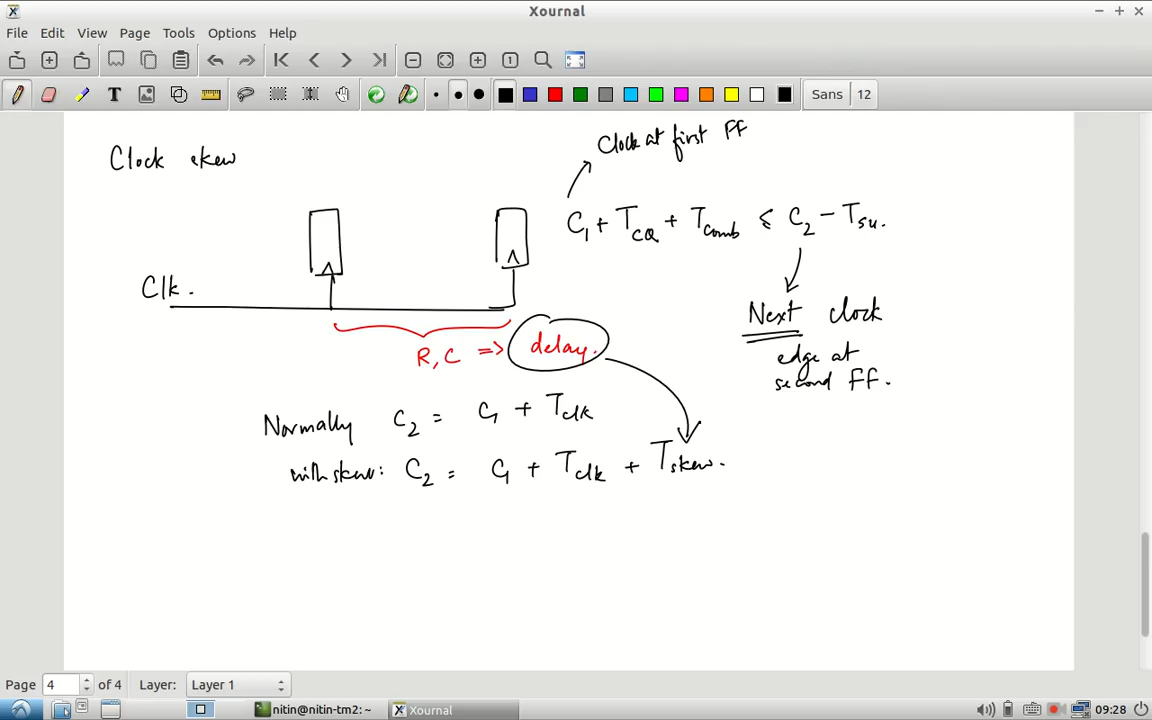 Xournal
File Edit View Page Tools Options Help
Sans 12
Clock at first FF
Clock skew
C1 + TCQ + Tcomb ≤ C2 - Tsu.
Clk.
Next clock
edge at
second FF.
R, C => delay.
Normally C2 = C1 + Tclk
with skew: C2 = C1 + Tclk + Tskew.
Page 4 of 4 Layer: Layer 1
nitin@nitin-tm2: ~ Xournal 09:28